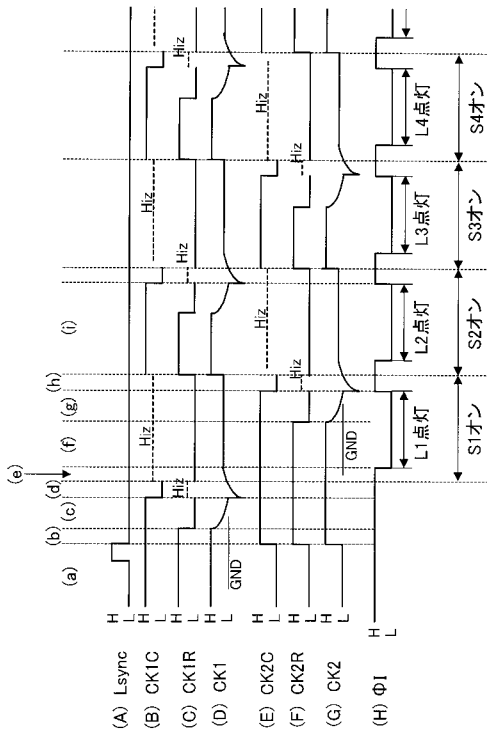 (e)
(a) (b) (c) (d) (f) (g) (h) (i)
(A) Lsync H L
(B) CK1C H L Hiz Hiz Hiz
(C) CK1R H L Hiz Hiz Hiz
(D) CK1 H L GND
(E) CK2C H L Hiz Hiz
(F) CK2R H L Hiz Hiz
(G) CK2 H L GND
(H) ΦI H L
L1点灯 L2点灯 L3点灯 L4点灯
S1オン S2オン S3オン S4オン